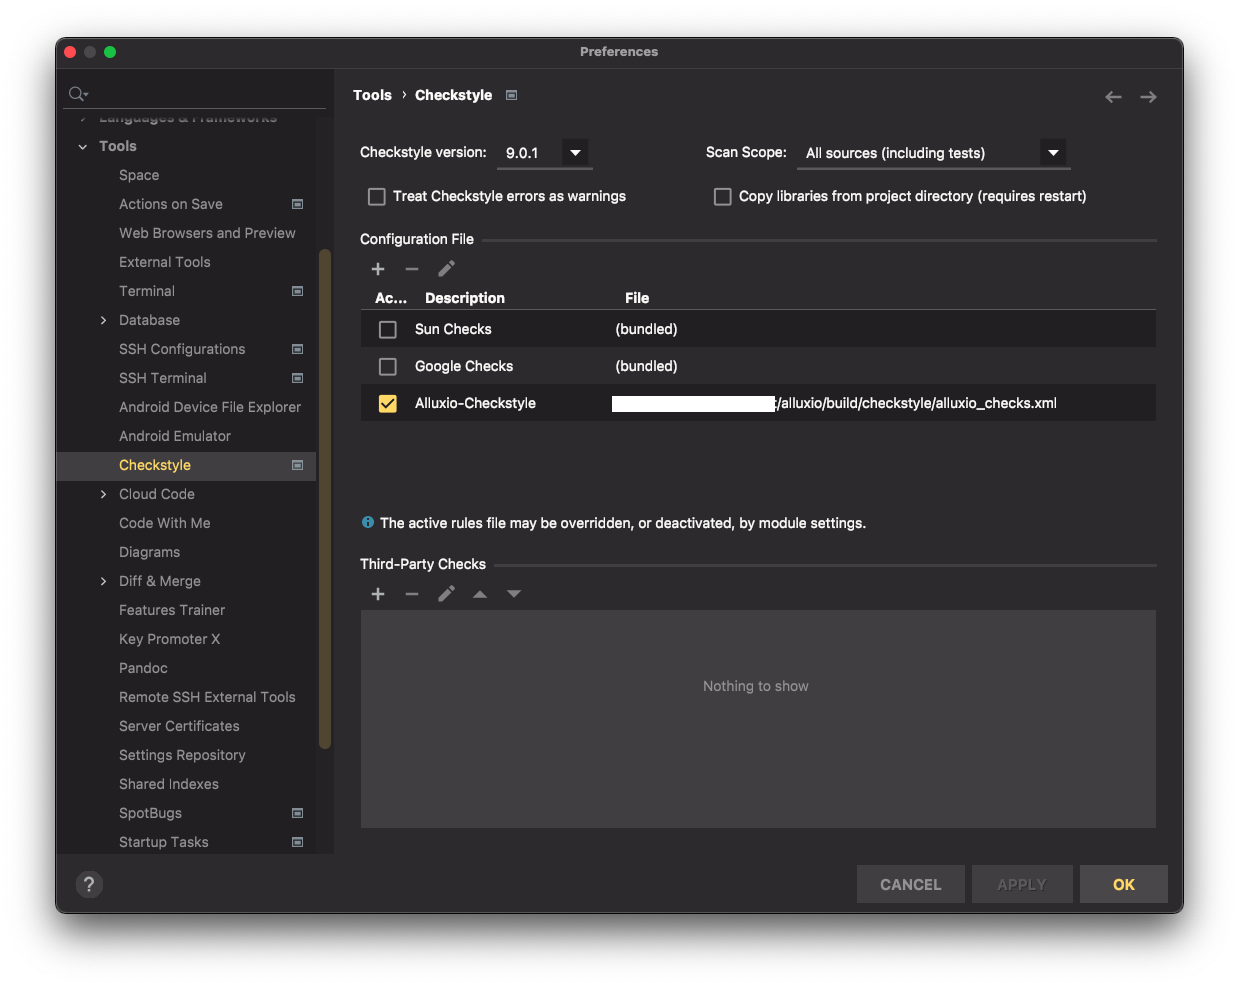 Preferences
Languages & Frameworks
Tools
Space
Actions on Save
Web Browsers and Preview
External Tools
Terminal
Database
SSH Configurations
SSH Terminal
Android Device File Explorer
Android Emulator
Checkstyle
Cloud Code
Code With Me
Diagrams
Diff & Merge
Features Trainer
Key Promoter X
Pandoc
Remote SSH External Tools
Server Certificates
Settings Repository
Shared Indexes
SpotBugs
Startup Tasks
?
Tools › Checkstyle
Checkstyle version: 9.0.1 Scan Scope: All sources (including tests)
Treat Checkstyle errors as warnings Copy libraries from project directory (requires restart)
Configuration File
Ac... Description File
Sun Checks (bundled)
Google Checks (bundled)
Alluxio-Checkstyle /alluxio/build/checkstyle/alluxio_checks.xml
The active rules file may be overridden, or deactivated, by module settings.
Third-Party Checks
Nothing to show
CANCEL APPLY OK